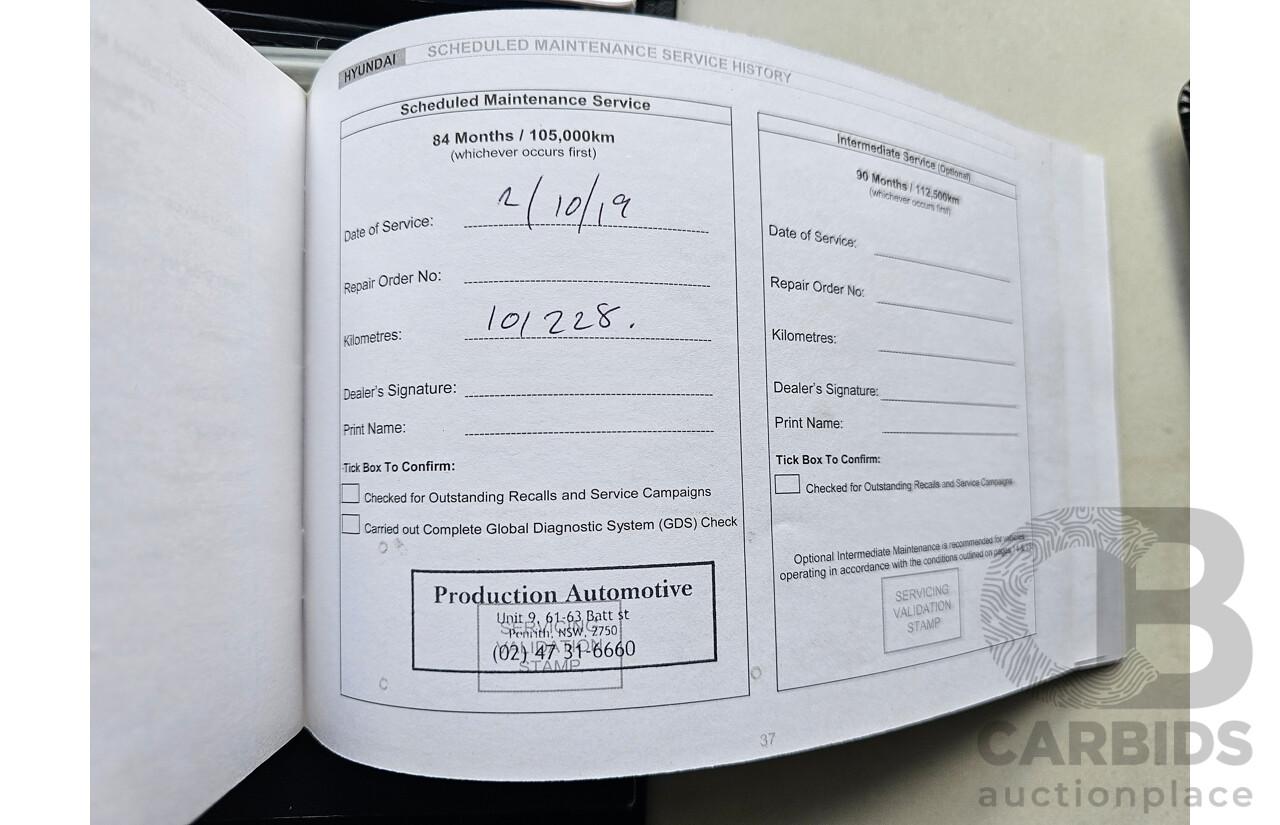 HYUNDAI
SCHEDULED MAINTENANCE SERVICE HISTORY
Scheduled Maintenance Service
84 Months / 105,000km
(whichever occurs first)
Date of Service: 2/10/19
Repair Order No:
Kilometres: 101228.
Dealer's Signature:
Print Name:
Tick Box To Confirm:
Checked for Outstanding Recalls and Service Campaigns
Carried out Complete Global Diagnostic System (GDS) Check
Production Automotive
Unit 9, 61-63 Batt st
Penrith, NSW, 2750
(02) 47 31-6660
SERVICING
VALIDATION
STAMP
Intermediate Service (Optional)
90 Months / 112,500km
(whichever occurs first)
Date of Service:
Repair Order No:
Kilometres:
Dealer's Signature:
Print Name:
Tick Box To Confirm:
Checked for Outstanding Recalls and Service Campaigns
Optional Intermediate Maintenance is recommended for vehicles
operating in accordance with the conditions outlined on pages
SERVICING
VALIDATION
STAMP
37
CB
CARBIDS
auctionplace